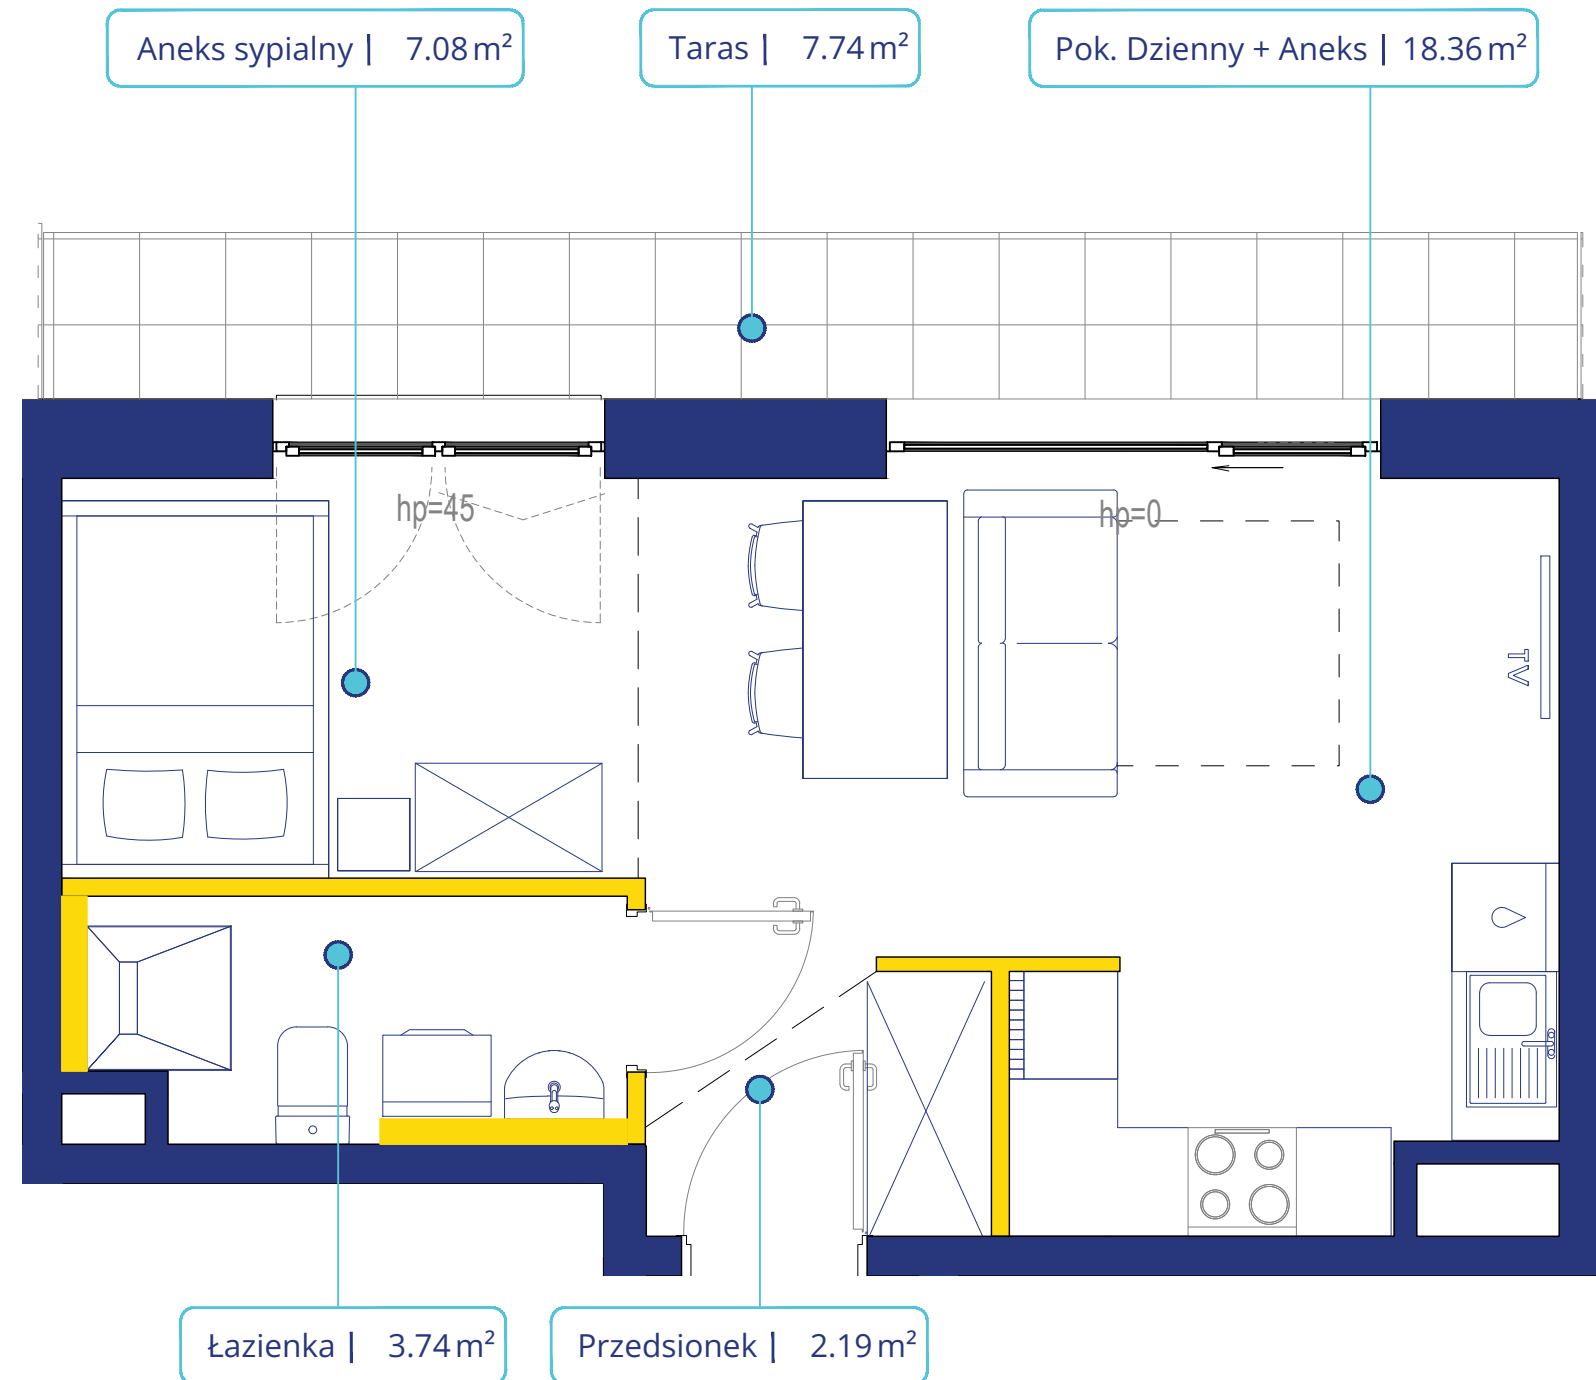 Aneks sypialny | 7.08 m²
Taras | 7.74 m²
Pok. Dzienny + Aneks | 18.36 m²
hp=45
hp=0
TV
Łazienka | 3.74 m²
Przedsionek | 2.19 m²